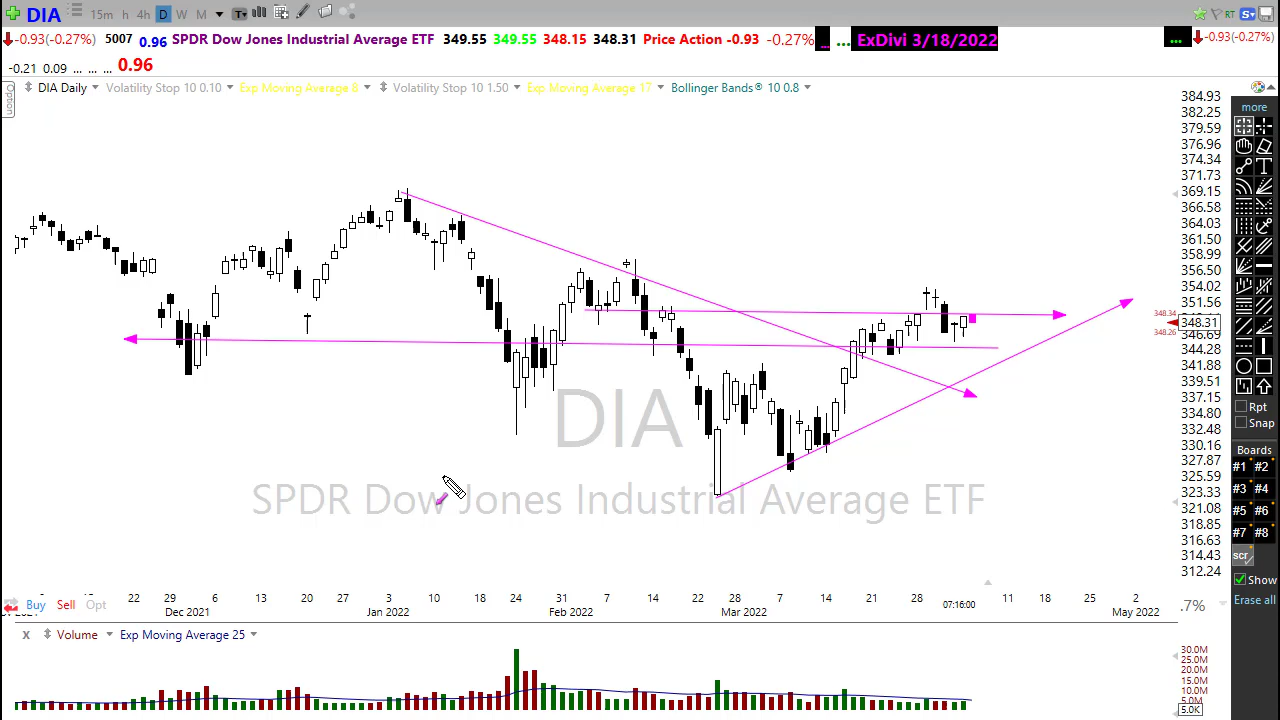 DIA 15m h 4h D W M T RT S
-0.93(-0.27%) 5007 0.96 SPDR Dow Jones Industrial Average ETF 349.55 349.55 348.15 348.31 Price Action -0.93 -0.27% ... ... ExDivi 3/18/2022 ... -0.93(-0.27%)
-0.21 0.09 ... ... ... 0.96
Option
DIA Daily Volatility Stop 10 0.10 Exp Moving Average 8 Volatility Stop 10 1.50 Exp Moving Average 17 Bollinger Bands® 10 0.8
384.93
382.25
379.59
376.96
374.34
371.73
369.15
366.58
364.03
361.50
358.99
356.50
354.02
351.56
348.34
348.31
348.26
346.69
344.28
341.88
339.51
337.15
334.80
332.48
330.16
327.87
325.59
323.33
321.08
318.85
316.63
314.43
312.24
DIA
SPDR Dow Jones Industrial Average ETF
more
Rpt
Snap
Boards
#1 #2
#3 #4
#5 #6
#7 #8
scr
Show
Erase all
Buy Sell Opt
22 29 6 13 20 27 3 10 18 24 31 7 14 22 28 7 14 21 28 07:16:00 11 18 25 2
Dec 2021 Jan 2022 Feb 2022 Mar 2022 May 2022
.7%
x Volume Exp Moving Average 25
30.0M
25.0M
20.0M
15.0M
10.0M
5.0K